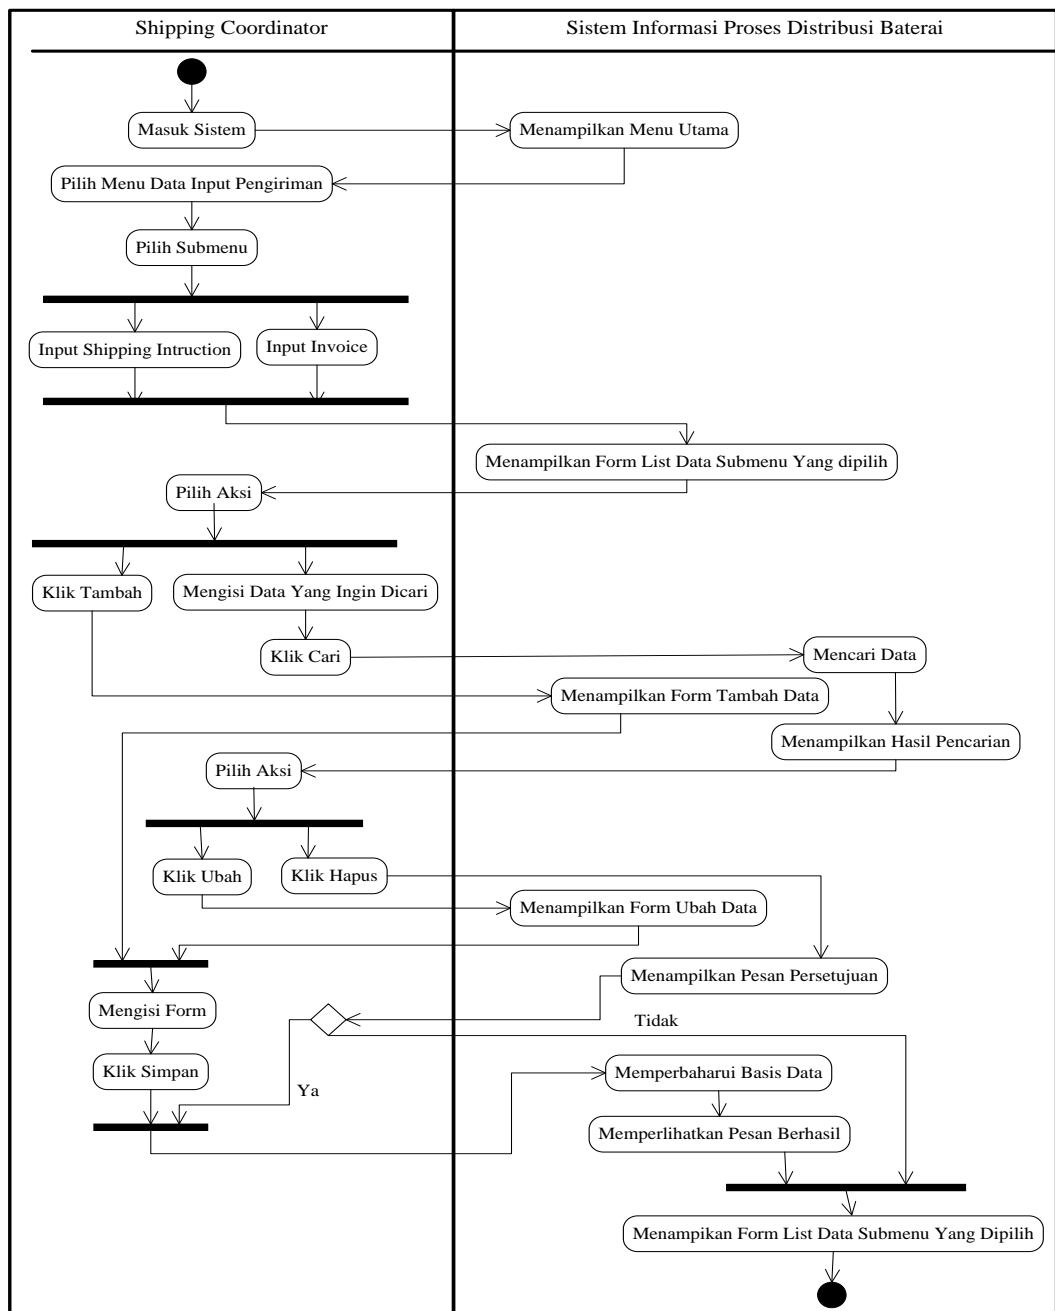 Shipping Coordinator
Sistem Informasi Proses Distribusi Baterai
Masuk Sistem
Menampilkan Menu Utama
Pilih Menu Data Input Pengiriman
Pilih Submenu
Input Shipping Intruction
Input Invoice
Menampilkan Form List Data Submenu Yang dipilih
Pilih Aksi
Klik Tambah
Mengisi Data Yang Ingin Dicari
Klik Cari
Mencari Data
Menampilkan Form Tambah Data
Menampilkan Hasil Pencarian
Pilih Aksi
Klik Ubah
Klik Hapus
Menampilkan Form Ubah Data
Menampilkan Pesan Persetujuan
Mengisi Form
Tidak
Klik Simpan
Ya
Memperbaharui Basis Data
Memperlihatkan Pesan Berhasil
Menampikan Form List Data Submenu Yang Dipilih